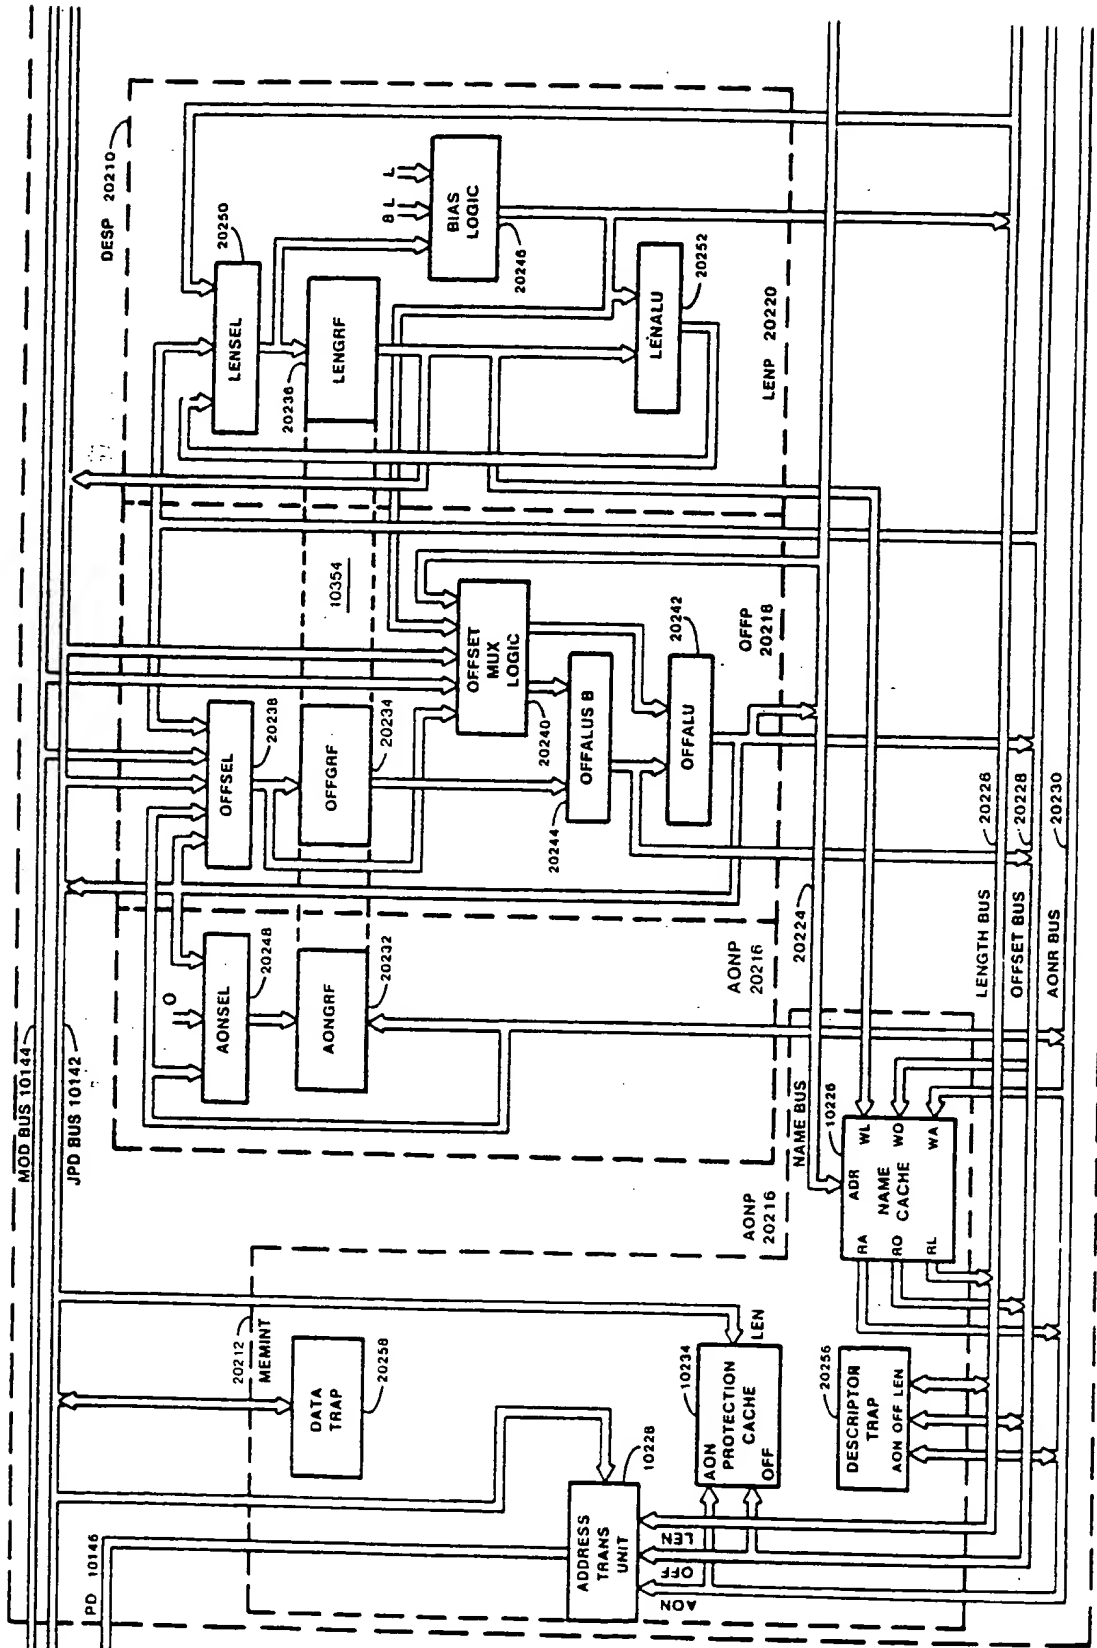 MOD BUS 10144
JPD BUS 10142
PD 10146
DESP 20210
20212
MEMINT
DATA
TRAP
20258
ADDRESS
TRANS
UNIT
10228
AON
OFF
LEN
10234
AON
PROTECTION
CACHE
OFF
LEN
20256
DESCRIPTOR
TRAP
AON OFF LEN
AONP
20216
NAME BUS
10226
ADR
NAME
CACHE
RA
RO
RL
WL
WO
WA
20224
LENGTH BUS
20226
OFFSET BUS
20228
AONR BUS
20230
O
AONSEL
20248
AONGRF
20232
AONP
20216
OFFSEL
20238
OFFGRF
20234
10354
OFFSET
MUX
LOGIC
20240
OFFALUS B
20244
OFFALU
20242
OFFP
20218
LENSEL
20250
20236
LENGRF
8 L
L
BIAS
LOGIC
20246
LENALU
20252
LENP 20220